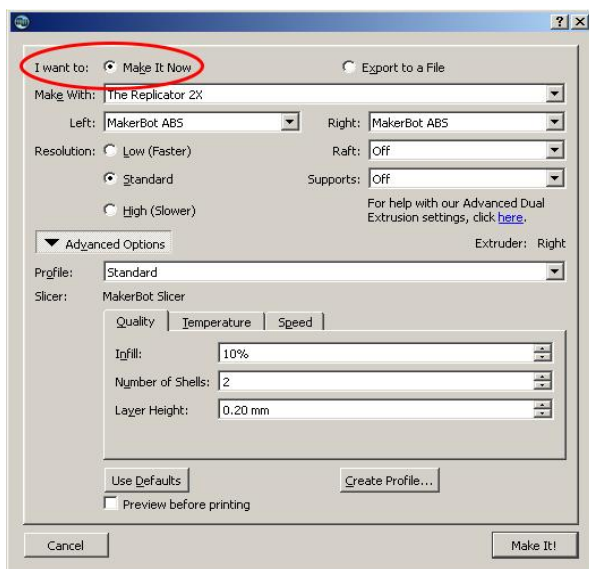 I want to: Make It Now Export to a File
Make With: The Replicator 2X
Left: MakerBot ABS Right: MakerBot ABS
Resolution: Low (Faster) Raft: Off
Standard Supports: Off
High (Slower) For help with our Advanced Dual
Extrusion settings, click here.
Advanced Options Extruder: Right
Profile: Standard
Slicer: MakerBot Slicer
Quality Temperature Speed
Infill: 10%
Number of Shells: 2
Layer Height: 0.20 mm
Use Defaults Create Profile...
Preview before printing
Cancel Make It!